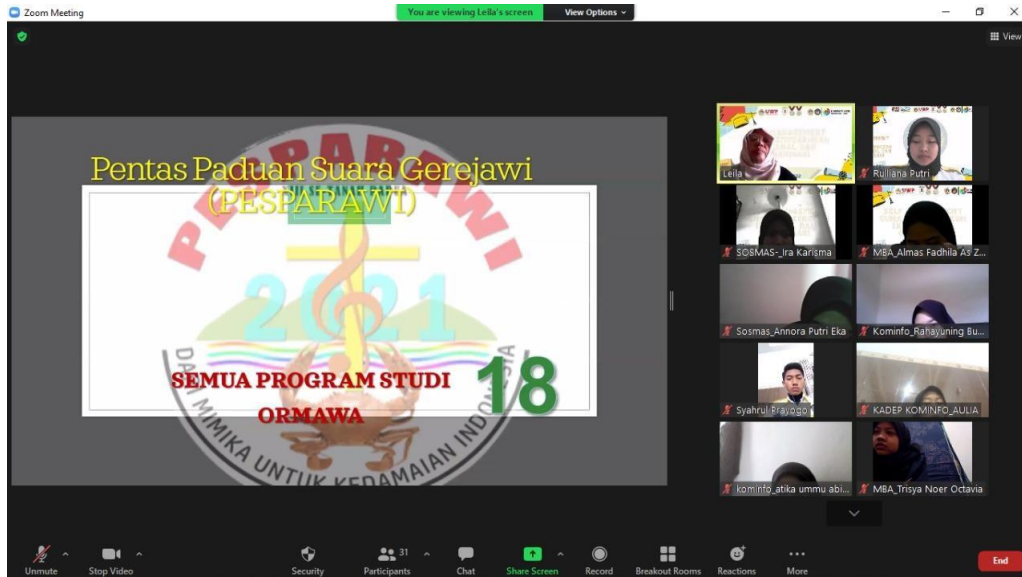 Zoom Meeting
You are viewing Leila's screen
View Options
View
Pentas Paduan Suara Gerejawi
(PESPARAWI)
PESPARAWI
2021
SEMUA PROGRAM STUDI
ORMAWA
18
DARI MIMIKA UNTUK KEDAMAIAN INDONESIA
Leila
Rulliana Putri
SOSMAS-_Ira Karisma
MBA_Almas Fadhila As Z...
Sosmas_Annora Putri Eka
Kominfo_Rahayuning Bu...
Syahrul Prayogo
KADEP KOMINFO_AULIA
kominfo_atika ummu abi...
MBA_Trisya Noer Octavia
Unmute
Stop Video
Security
31
Participants
Chat
Share Screen
Record
Breakout Rooms
Reactions
More
End